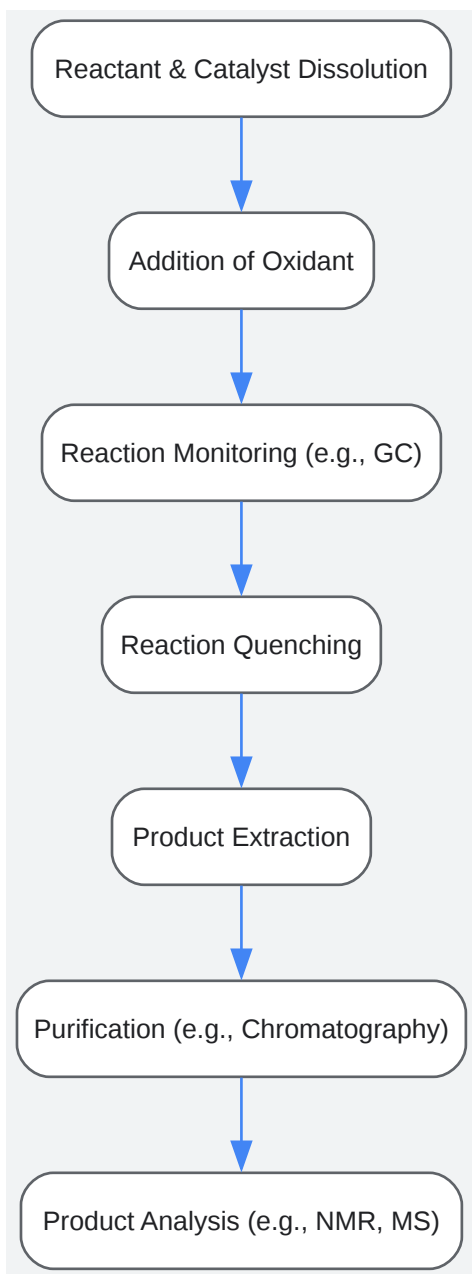 Reactant & Catalyst Dissolution
Addition of Oxidant
Reaction Monitoring (e.g., GC)
Reaction Quenching
Product Extraction
Purification (e.g., Chromatography)
Product Analysis (e.g., NMR, MS)